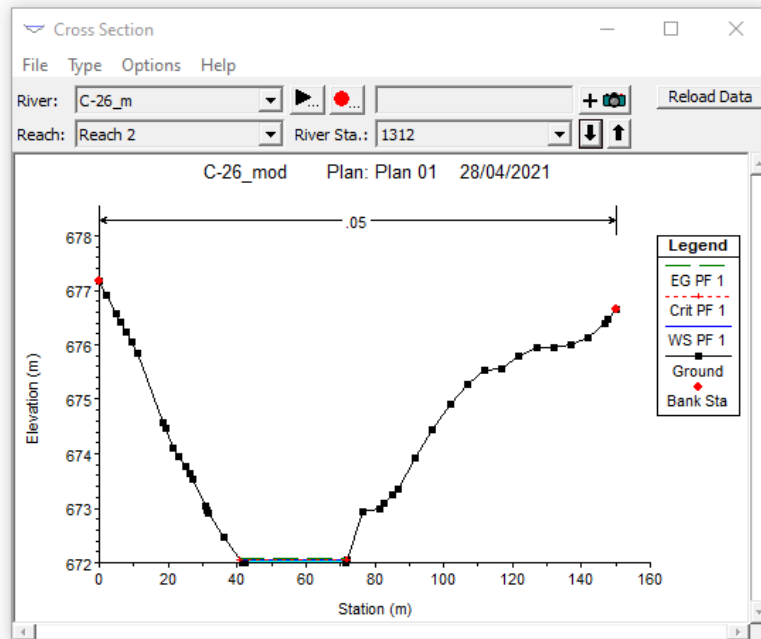 Cross Section
File Type Options Help
River: C-26_m ... ... + Reload Data
Reach: Reach 2 River Sta.: 1312
C-26_mod Plan: Plan 01 28/04/2021
.05
678
677
676
675
674
673
672
Elevation (m)
0 20 40 60 80 100 120 140 160
Station (m)
Legend
EG PF 1
Crit PF 1
WS PF 1
Ground
Bank Sta